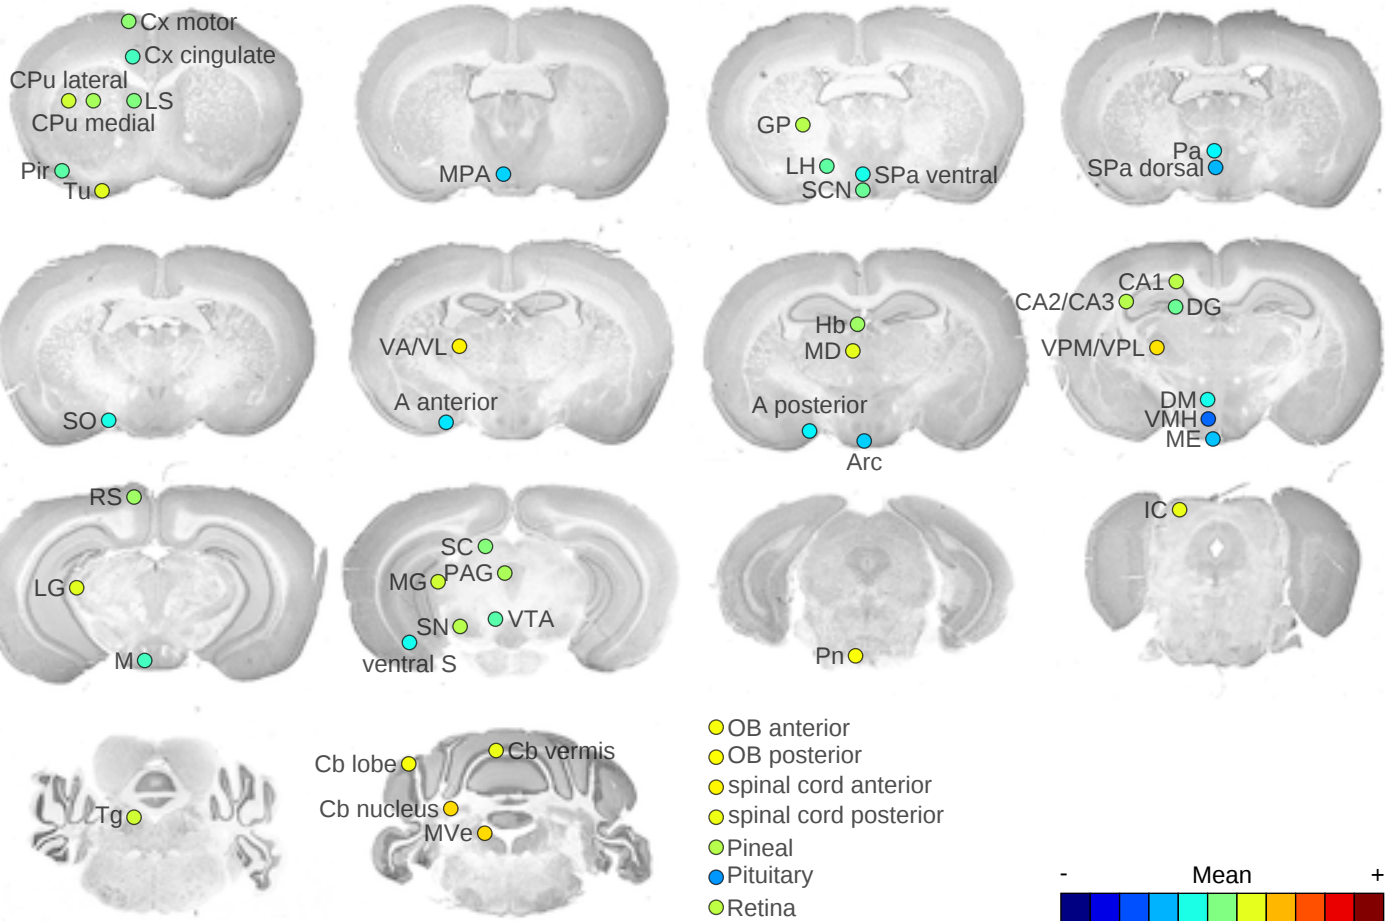 Cx motor
Cx cingulate
CPu lateral
LS
CPu medial
Pir
Tu
MPA
GP
LH
SPa ventral
SCN
Pa
SPa dorsal
SO
VA/VL
A anterior
Hb
MD
A posterior
Arc
CA1
CA2/CA3
DG
VPM/VPL
DM
VMH
ME
RS
LG
M
SC
PAG
MG
VTA
SN
ventral S
Pn
IC
Tg
Cb vermis
Cb lobe
Cb nucleus
MVe
OB anterior
OB posterior
spinal cord anterior
spinal cord posterior
Pineal
Pituitary
Retina
- Mean +